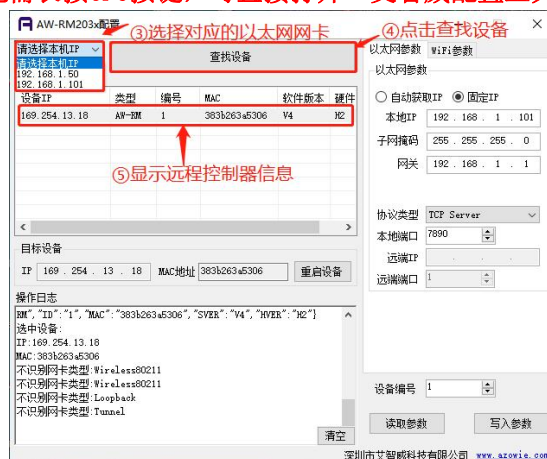 AW-RM203x配置
③选择对应的以太网网卡
④点击查找设备
请选择本机IP
请选择本机IP
192.168.1.50
192.168.1.101
查找设备
设备IP 类型 编号 MAC 软件版本 硬件
169.254.13.18 AW-RM 1 383b263a5306 V4 H2
⑤显示远程控制器信息
目标设备
IP 169 . 254 . 13 . 18 MAC地址 383b263a5306 重启设备
操作日志
RM", "ID":"1", "MAC":"383b263a5306", "SVER":"V4", "HVER":"H2"}
选中设备:
IP:169.254.13.18
MAC:383b263a5306
不识别网卡类型:Wireless80211
不识别网卡类型:Wireless80211
不识别网卡类型:Loopback
不识别网卡类型:Tunnel
清空
以太网参数 WiFi参数
以太网参数
自动获取IP 固定IP
本地IP 192 . 168 . 1 . 101
子网掩码 255 . 255 . 255 . 0
网关 192 . 168 . 1 . 1
协议类型 TCP Server
本地端口 7890
远端IP . . .
远端端口 1
设备编号 1
读取参数 写入参数
深圳市艾智威科技有限公司 www.azowie.com